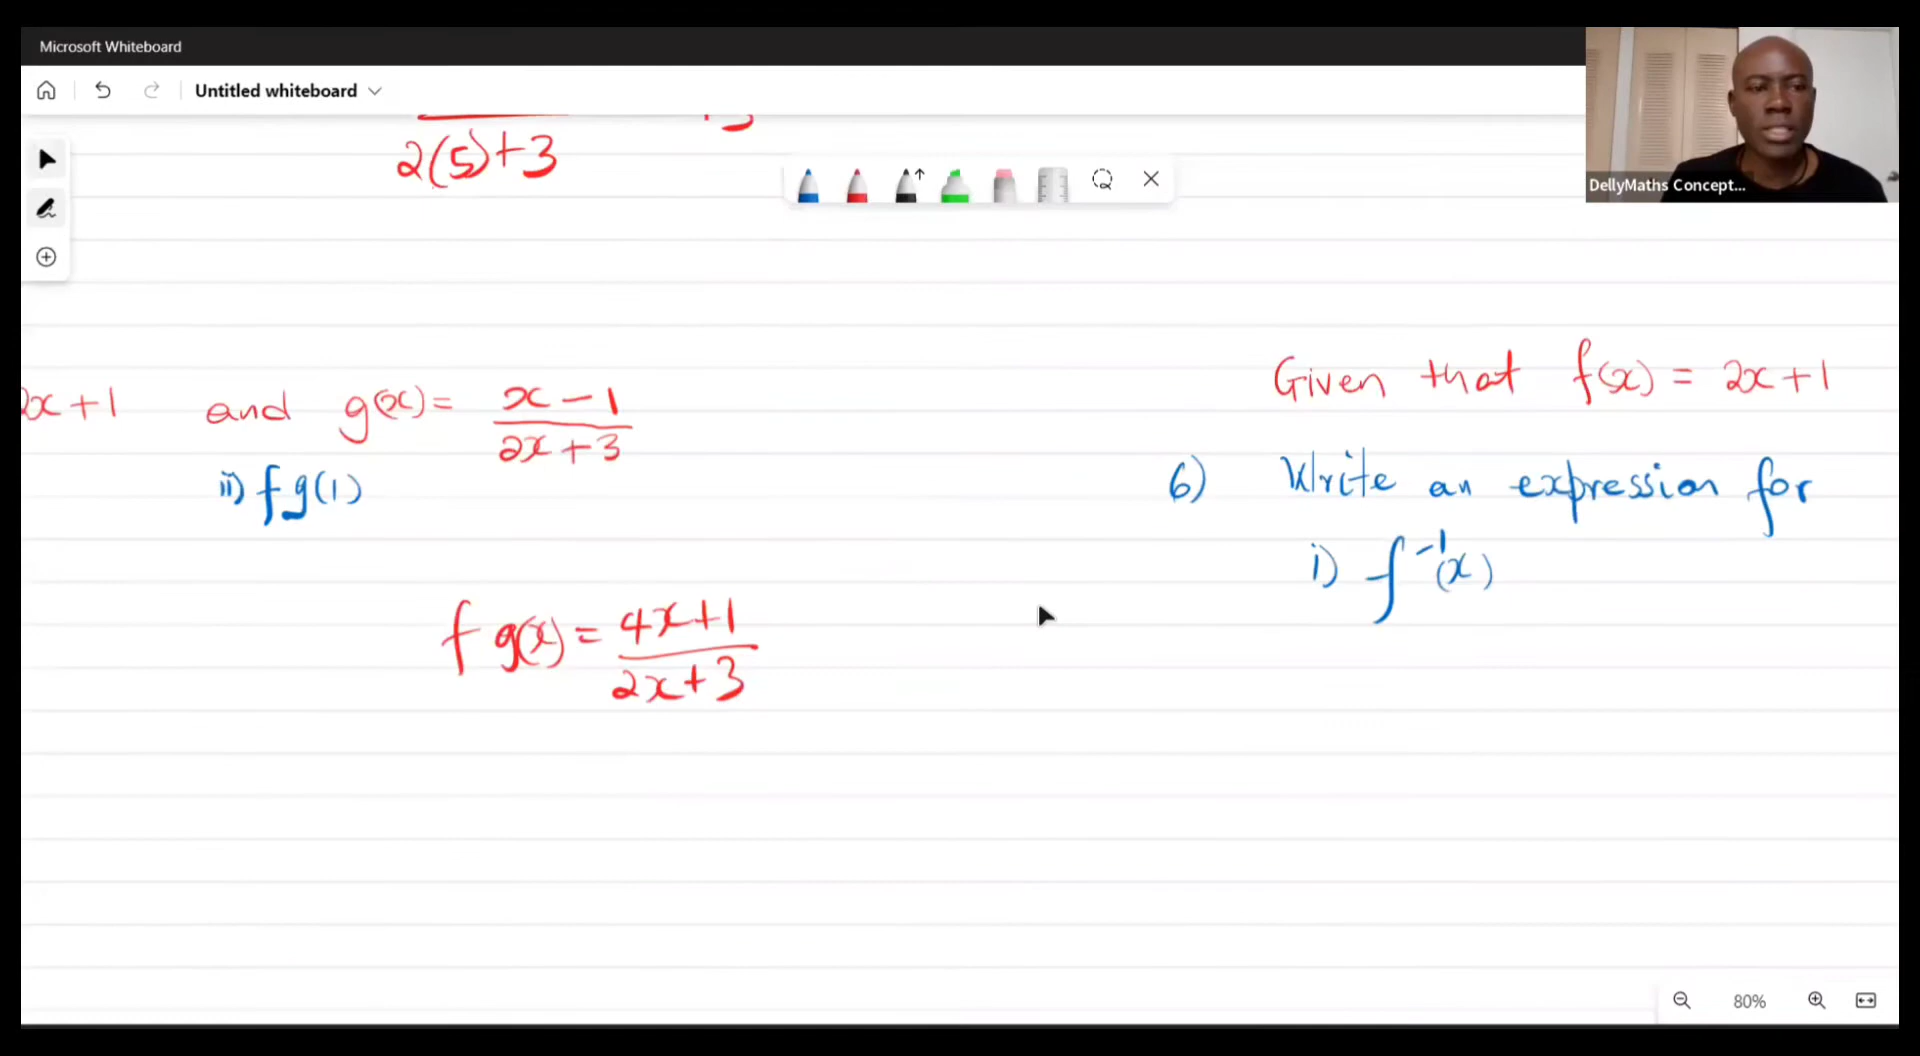 Microsoft Whiteboard
Untitled whiteboard
DellyMaths Concept...
2(5)+3
2x+1 and g(x)= x-1
2x+3
ii) fg(1)
fg(x)= 4x+1
2x+3
Given that f(x) = 2x+1
6) Write an expression for
i) f⁻¹(x)
80%